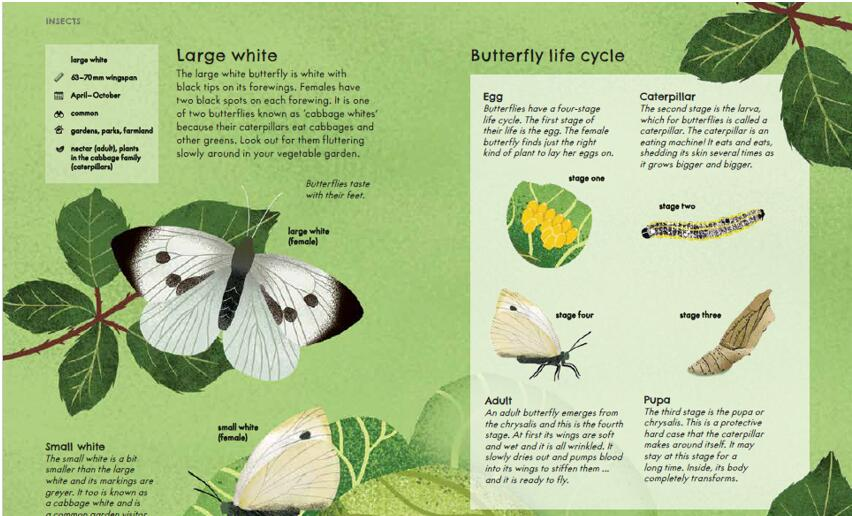 INSECTS
large white
63–70mm wingspan
April–October
common
gardens, parks, farmland
nectar (adult), plants
in the cabbage family
(caterpillars)
Large white
The large white butterfly is white with
black tips on its forewings. Females have
two black spots on each forewing. It is one
of two butterflies known as ‘cabbage whites’
because their caterpillars eat cabbages and
other greens. Look out for them fluttering
slowly around in your vegetable garden.
Butterflies taste
with their feet.
large white
(female)
small white
(female)
Small white
The small white is a bit
smaller than the large
white and its markings are
greyer. It too is known as
a cabbage white and is
a common garden visitor
Butterfly life cycle
Egg
Butterflies have a four-stage
life cycle. The first stage of
their life is the egg. The female
butterfly finds just the right
kind of plant to lay her eggs on.
stage one
Caterpillar
The second stage is the larva,
which for butterflies is called a
caterpillar. The caterpillar is an
eating machine! It eats and eats,
shedding its skin several times as
it grows bigger and bigger.
stage two
stage four
stage three
Adult
An adult butterfly emerges from
the chrysalis and this is the fourth
stage. At first its wings are soft
and wet and it is all wrinkled. It
slowly dries out and pumps blood
into its wings to stiffen them ...
and it is ready to fly.
Pupa
The third stage is the pupa or
chrysalis. This is a protective
hard case that the caterpillar
makes around itself. It may
stay at this stage for a
long time. Inside, its body
completely transforms.